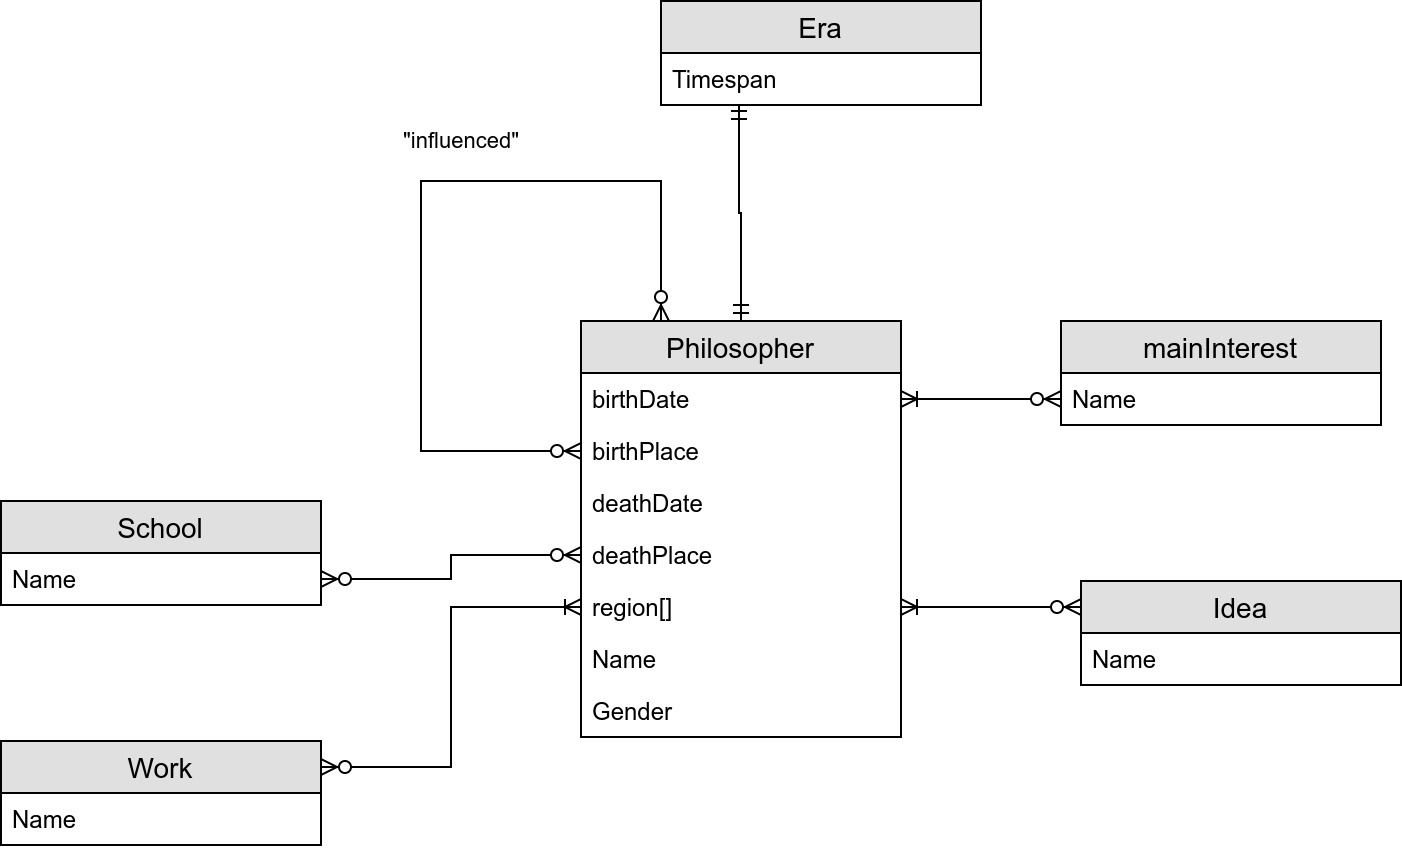 Era
Timespan
"influenced"
Philosopher
birthDate
birthPlace
deathDate
deathPlace
region[]
Name
Gender
mainInterest
Name
School
Name
Idea
Name
Work
Name